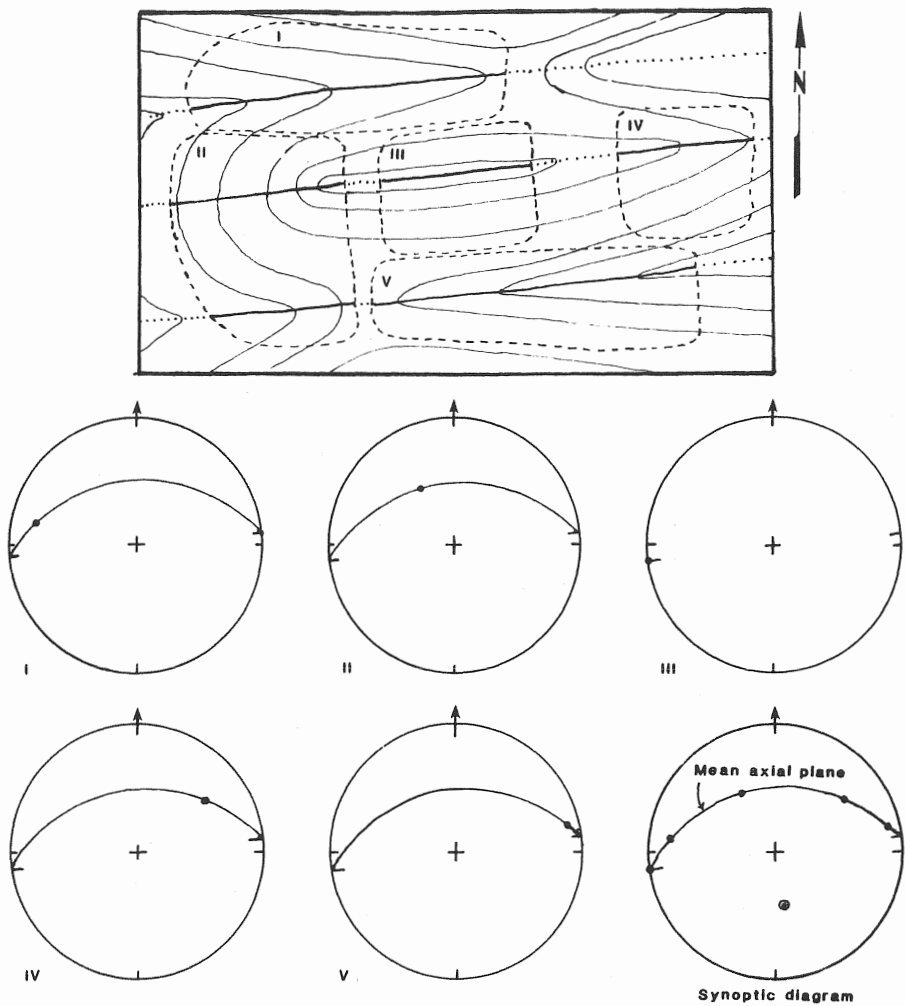 I
N
IV
II
III
V
I
II
III
Mean axial plane
IV
V
Synoptic diagram